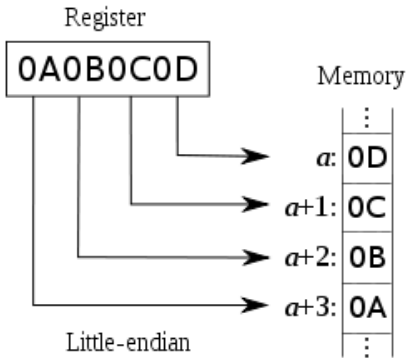 Register
0A0B0C0D
Memory
⋮
a: 0D
a+1: 0C
a+2: 0B
a+3: 0A
⋮
Little-endian